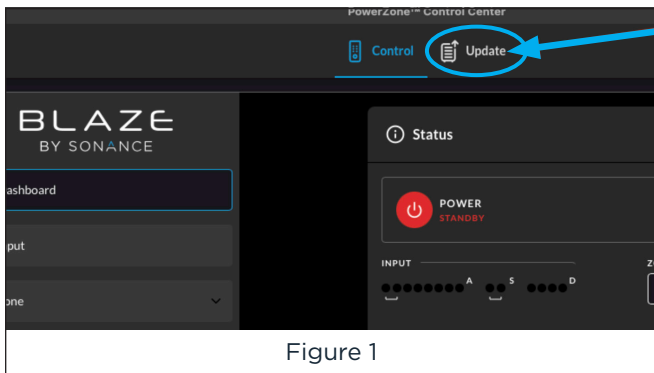 PowerZone™ Control Center
Control
Update
BLAZE
BY SONANCE
Status
ashboard
POWER
STANDBY
put
INPUT
A
S
D
Z
one
Figure 1